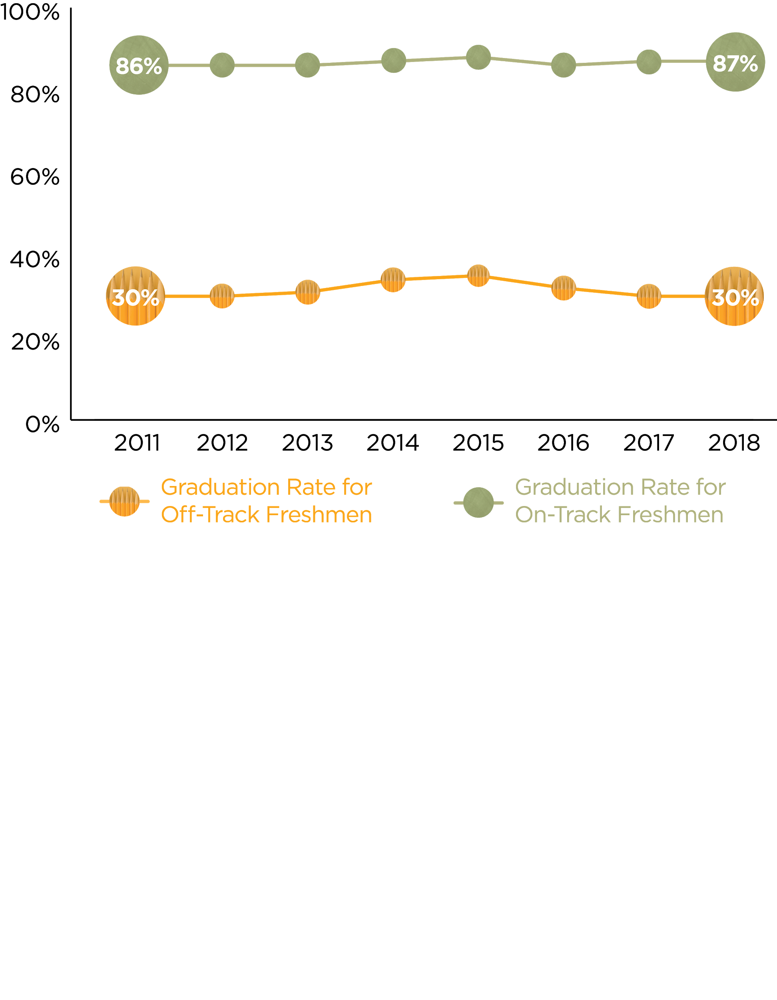 100%
86%
87%
80%
60%
40%
30%
30%
20%
0%
2011 2012 2013 2014 2015 2016 2017 2018
Graduation Rate for
Off-Track Freshmen
Graduation Rate for
On-Track Freshmen